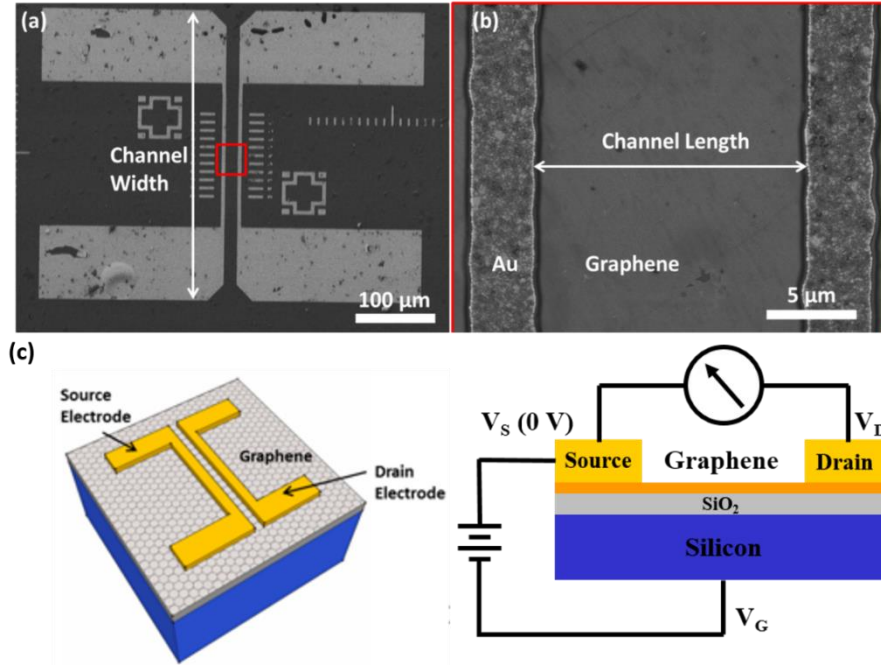 (a)
Channel
Width
100 μm
(b)
Channel Length
Au
Graphene
5 μm
(c)
Source
Electrode
Graphene
Drain
Electrode
V_S (0 V)
V_D
Source
Graphene
Drain
SiO₂
Silicon
V_G